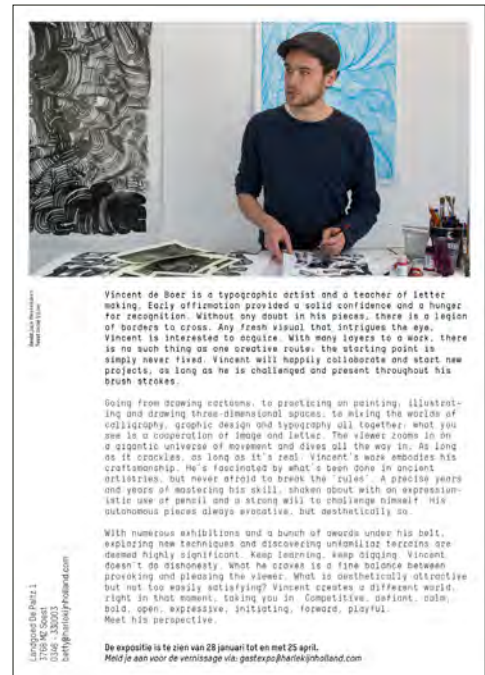 Vincent de Boer is a typographic artist and a teacher of letter
making. Early affirmation provided a solid confidence and a hunger
for recognition. Without any doubt in his pieces, there is a legion
of borders to cross. Any fresh visual that intrigues the eye,
Vincent is interested to acquire. With many layers to a work, there
is no such thing as one creative route: the starting point is
simply never fixed. Vincent will happily collaborate and start new
projects, as long as he is challenged and present throughout his
brush strokes.
Going from drawing cartoons, to practicing on painting, illustrat-
ing and drawing three-dimensional spaces, to mixing the worlds of
calligraphy, graphic design and typography all together: what you
see is a cooperation of image and letter. The viewer zooms in on
a gigantic universe of movement and dives all the way in. As long
as it crackles, as long as it's real. Vincent's work embodies his
craftsmanship. He's fascinated by what's been done in ancient
artistries, but never afraid to break the 'rules'. A precise years
and years of mastering his skill, shaken about with an expression-
istic use of pencil and a strong will to challenge himself. His
autonomous pieces always evocative, but aesthetically so.
With numerous exhibitions and a bunch of awards under his belt,
exploring new techniques and discovering unfamiliar terrains are
deemed highly significant. Keep learning, keep digging. Vincent
doesn't do dishonesty. What he craves is a fine balance between
provoking and pleasing the viewer. What is aesthetically attractive
but not too easily satisfying? Vincent creates a different world,
right in that moment, taking you in. Competitive, defiant, calm,
bold, open, expressive, initiating, forward, playful.
Meet his perspective.
De expositie is te zien van 28 januari tot en met 25 april.
Meld je aan voor de vernissage via: gastexpo@harlekijnholland.com
Landgoed De Paltz 1
3768 MZ Soest
0346 - 330003
betty@harlekijnholland.com